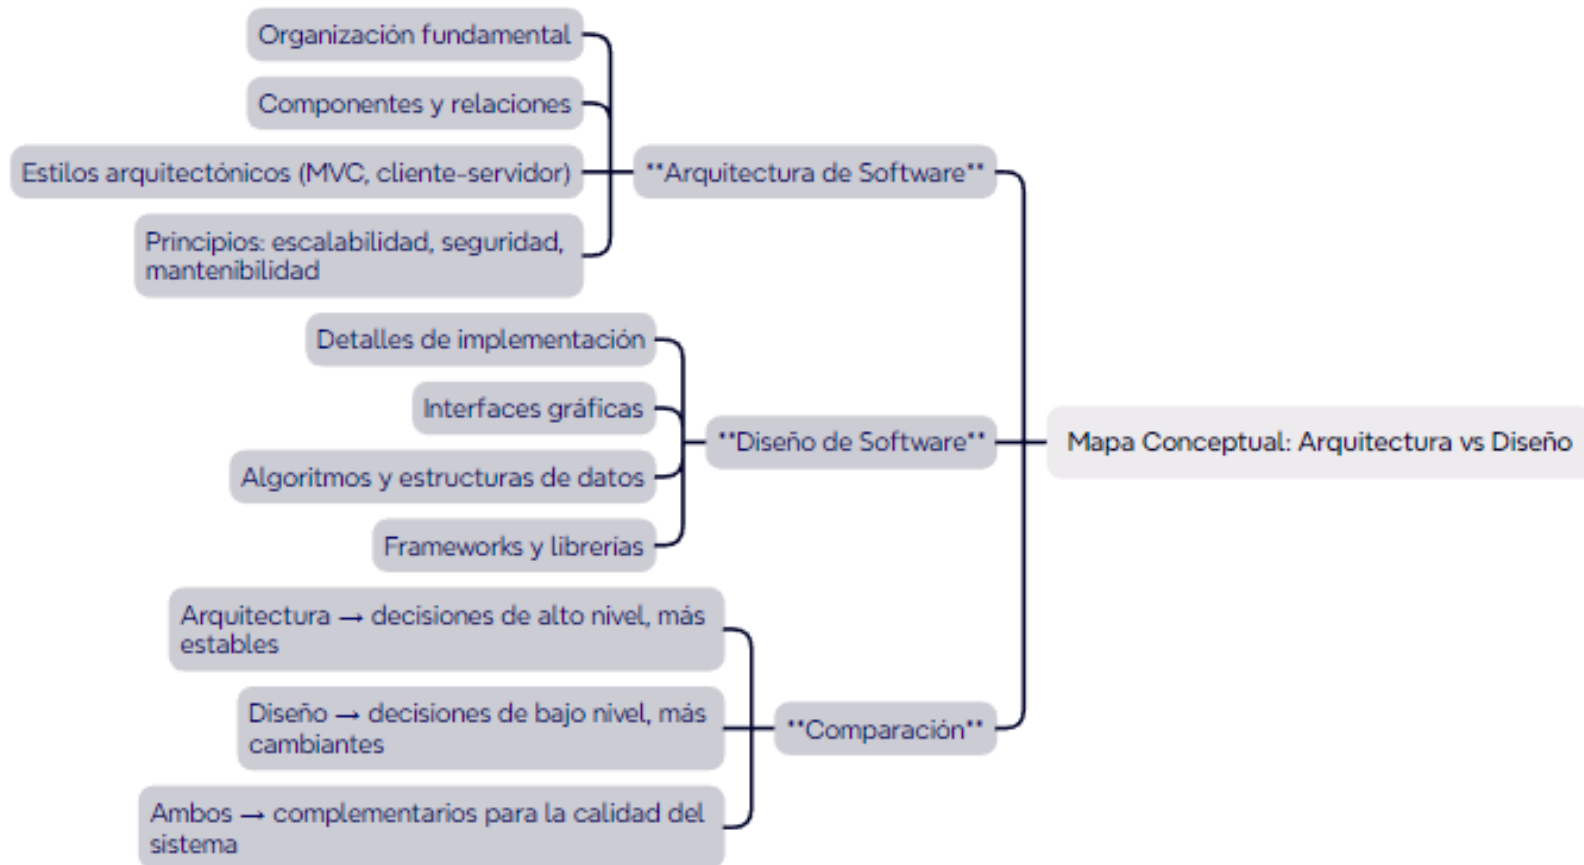 Organización fundamental
Componentes y relaciones
Estilos arquitectónicos (MVC, cliente-servidor)
Principios: escalabilidad, seguridad,
mantenibilidad
**Arquitectura de Software**
Detalles de implementación
Interfaces gráficas
Algoritmos y estructuras de datos
Frameworks y librerías
**Diseño de Software**
Mapa Conceptual: Arquitectura vs Diseño
Arquitectura → decisiones de alto nivel, más
estables
Diseño → decisiones de bajo nivel, más
cambiantes
Ambos → complementarios para la calidad del
sistema
**Comparación**